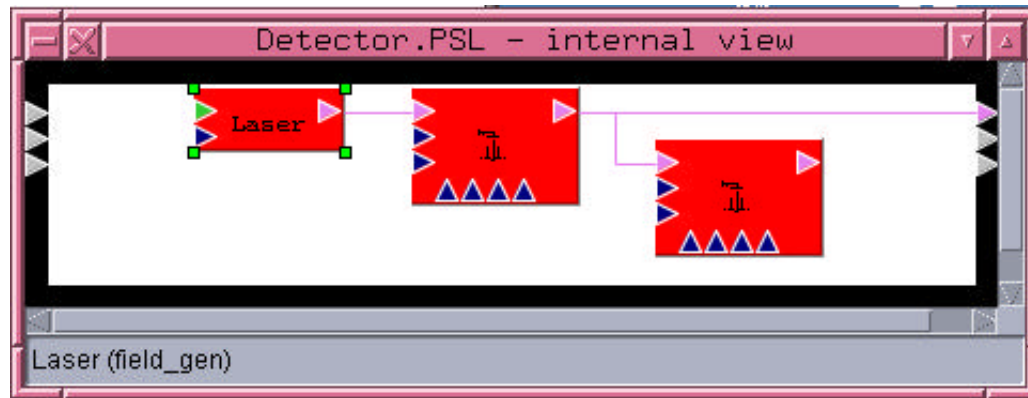 Detector.PSL - internal view
Laser
Laser (field_gen)